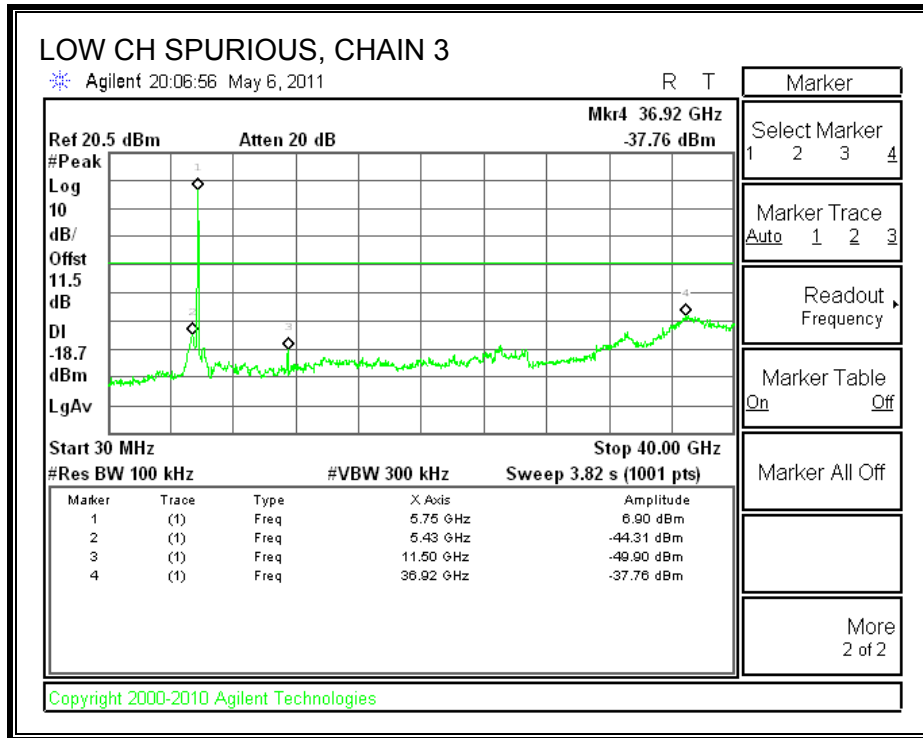 LOW CH SPURIOUS, CHAIN 3
Agilent 20:06:56 May 6, 2011 R T
Mkr4 36.92 GHz
Ref 20.5 dBm Atten 20 dB -37.76 dBm
#Peak
Log
10
dB/
Offst
11.5
dB
DI
-18.7
dBm
LgAv
1
2
3
4
Start 30 MHz Stop 40.00 GHz
#Res BW 100 kHz #VBW 300 kHz Sweep 3.82 s (1001 pts)
Marker Trace Type X Axis Amplitude
1 (1) Freq 5.75 GHz 6.90 dBm
2 (1) Freq 5.43 GHz -44.31 dBm
3 (1) Freq 11.50 GHz -49.90 dBm
4 (1) Freq 36.92 GHz -37.76 dBm
Copyright 2000-2010 Agilent Technologies
Marker
Select Marker
1 2 3 4
Marker Trace
Auto 1 2 3
Readout
Frequency
Marker Table
On Off
Marker All Off
More
2 of 2